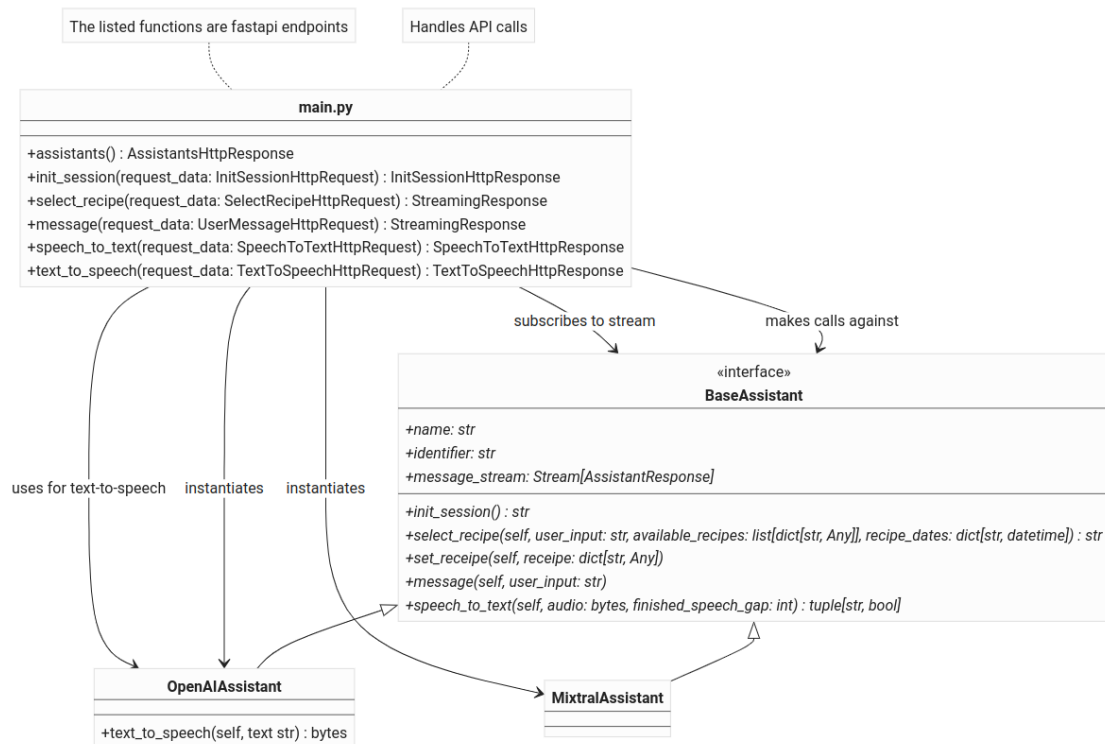 The listed functions are fastapi endpoints
Handles API calls
main.py
+assistants() : AssistantsHttpResponse
+init_session(request_data: InitSessionHttpRequest) : InitSessionHttpResponse
+select_recipe(request_data: SelectRecipeHttpRequest) : StreamingResponse
+message(request_data: UserMessageHttpRequest) : StreamingResponse
+speech_to_text(request_data: SpeechToTextHttpRequest) : SpeechToTextHttpResponse
+text_to_speech(request_data: TextToSpeechHttpRequest) : TextToSpeechHttpResponse
subscribes to stream
makes calls against
«interface»
BaseAssistant
+name: str
+identifier: str
+message_stream: Stream[AssistantResponse]
+init_session() : str
+select_recipe(self, user_input: str, available_recipes: list[dict[str, Any]], recipe_dates: dict[str, datetime]) : str
+set_receipe(self, receipe: dict[str, Any])
+message(self, user_input: str)
+speech_to_text(self, audio: bytes, finished_speech_gap: int) : tuple[str, bool]
uses for text-to-speech
instantiates
instantiates
OpenAIAssistant
+text_to_speech(self, text str) : bytes
MixtralAssistant